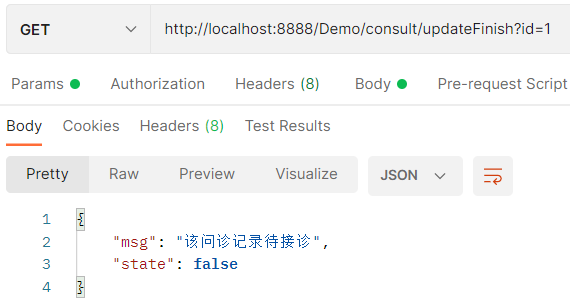 GET http://localhost:8888/Demo/consult/updateFinish?id=1
Params Authorization Headers (8) Body Pre-request Script
Body Cookies Headers (8) Test Results
Pretty Raw Preview Visualize JSON
1 {
2 "msg": "该问诊记录待接诊",
3 "state": false
4 }